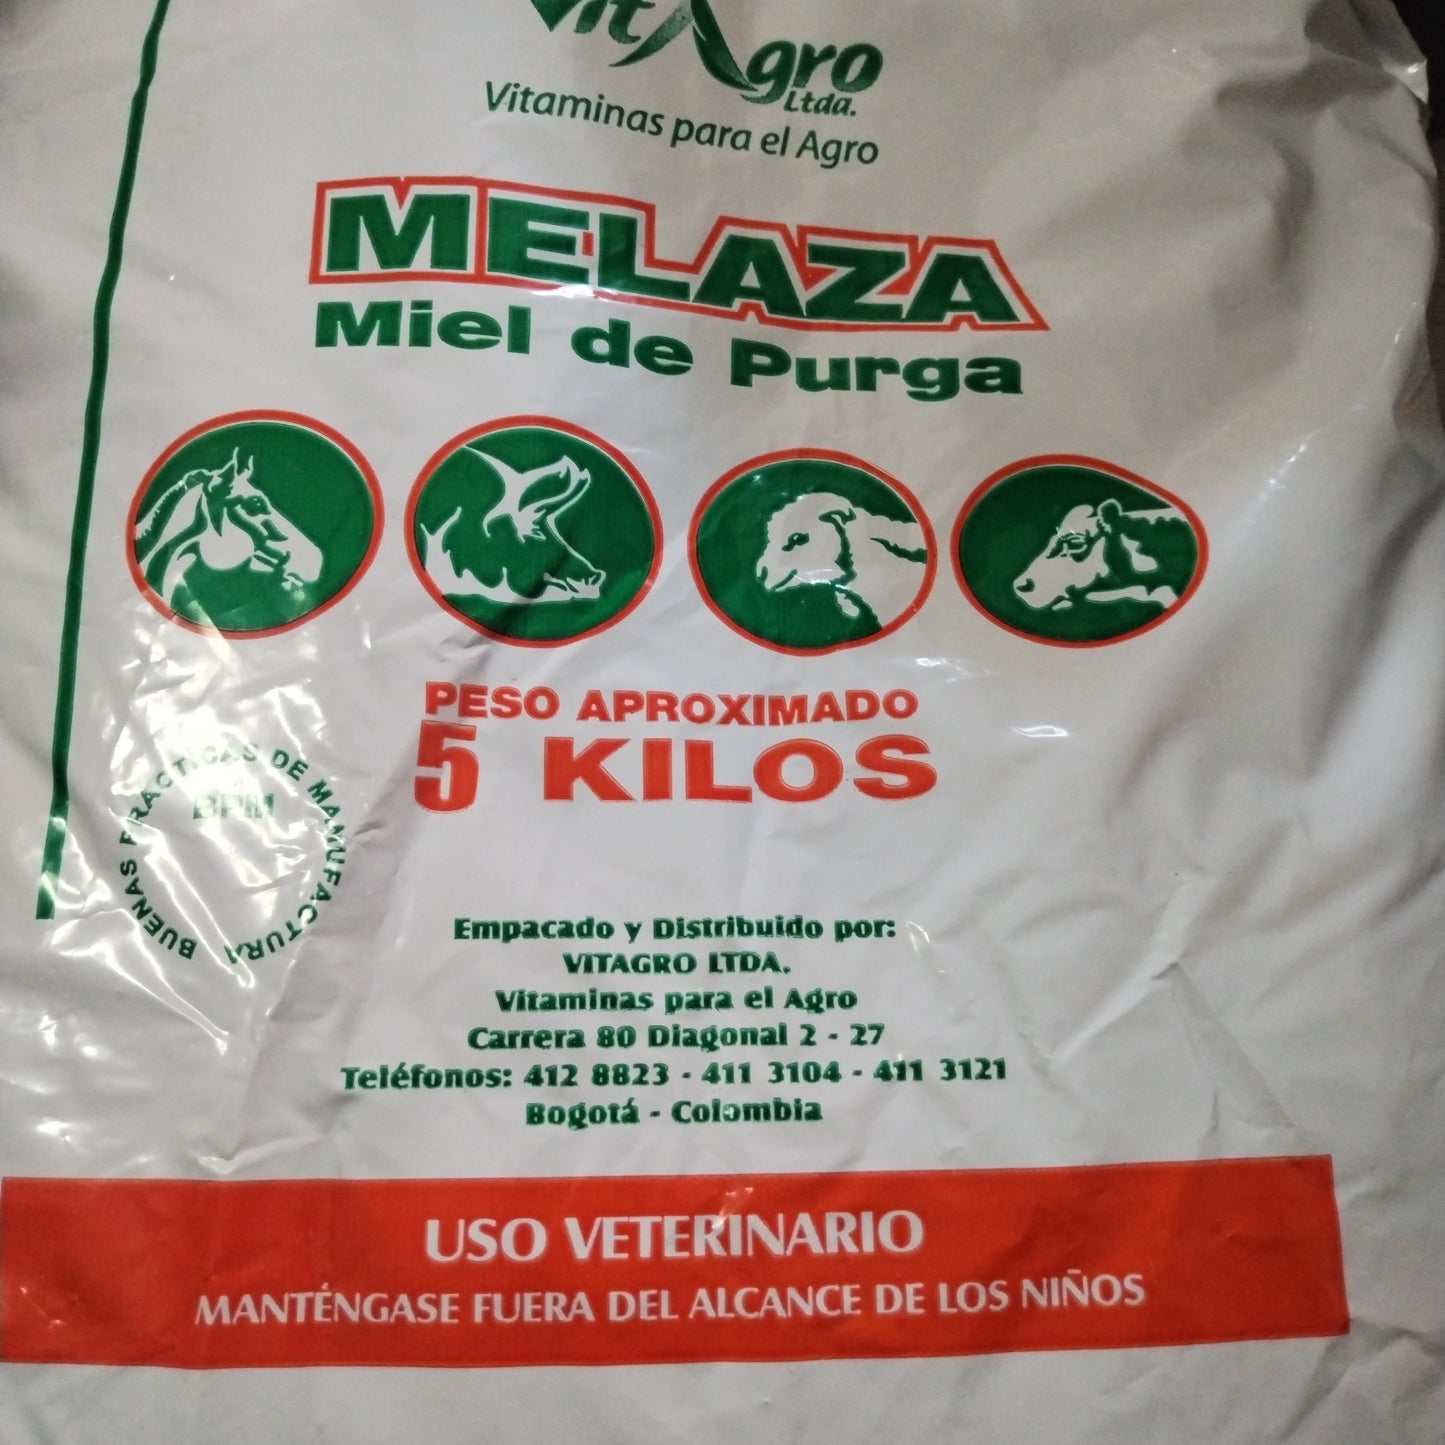 VitAgro
Ltda.
Vitaminas para el Agro
MELAZA
Miel de Purga
PESO APROXIMADO
5 KILOS
BUENAS PRACTICAS DE MANUFACTURA
BPM
Empacado y Distribuido por:
VITAGRO LTDA.
Vitaminas para el Agro
Carrera 80 Diagonal 2 - 27
Teléfonos: 412 8823 - 411 3104 - 411 3121
Bogotá - Colombia
USO VETERINARIO
MANTÉNGASE FUERA DEL ALCANCE DE LOS NIÑOS